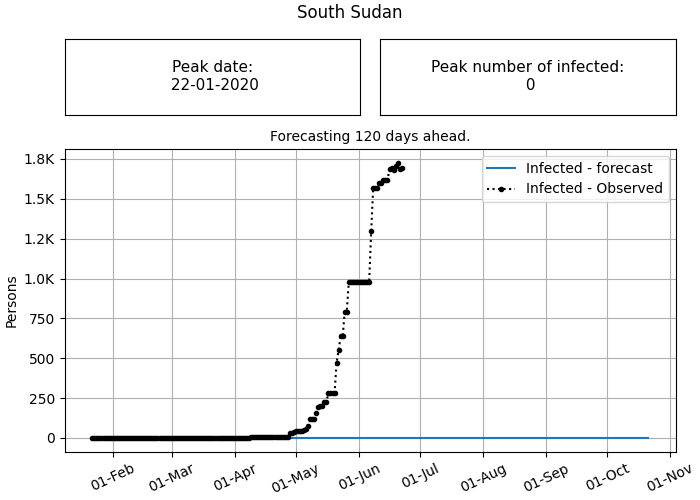 South Sudan
Peak date:
22-01-2020
Peak number of infected:
0
Forecasting 120 days ahead.
Infected - forecast
Infected - Observed
Persons
1.8K
1.5K
1.2K
1.0K
750
500
250
0
01-Feb
01-Mar
01-Apr
01-May
01-Jun
01-Jul
01-Aug
01-Sep
01-Oct
01-Nov